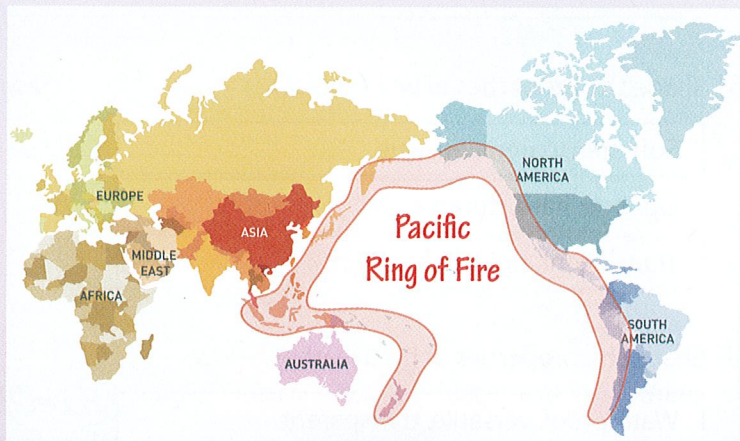 NORTH
AMERICA
EUROPE
Pacific
Ring of Fire
ASIA
MIDDLE
EAST
AFRICA
SOUTH
AMERICA
AUSTRALIA